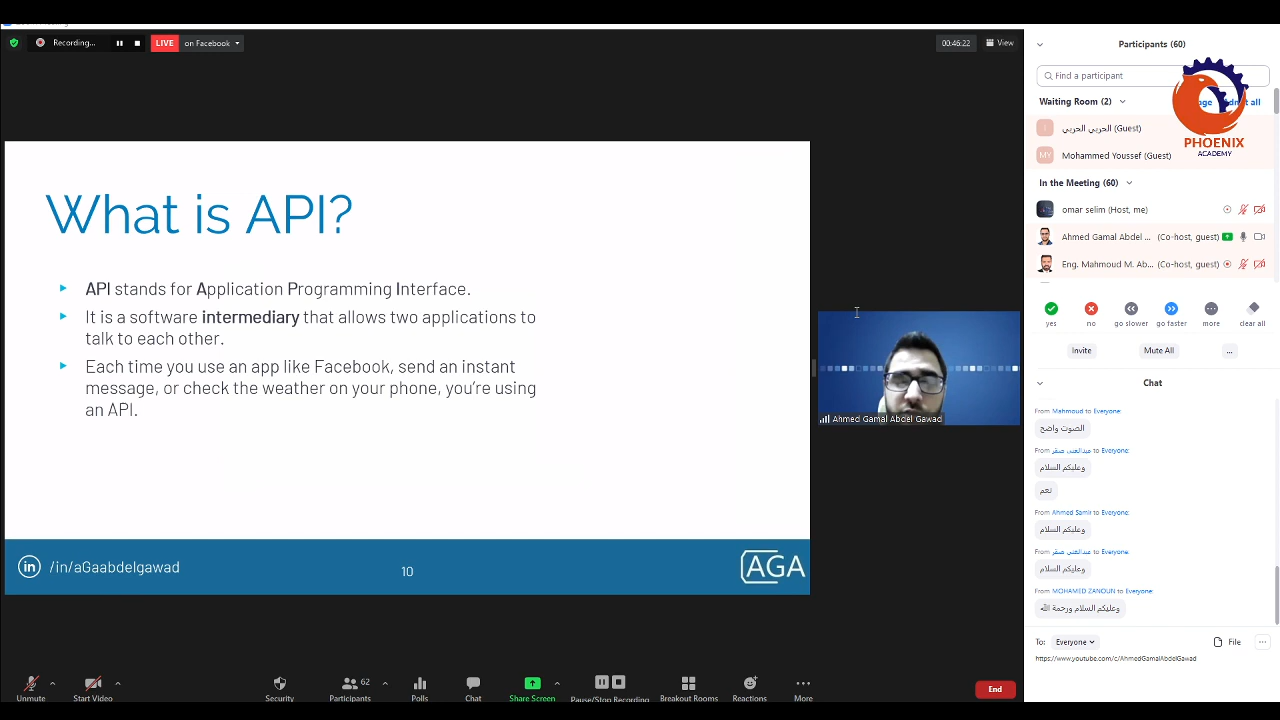 Recording...
LIVE
on Facebook
00:46:22
View
What is API?
API stands for Application Programming Interface.
It is a software intermediary that allows two applications to
talk to each other.
Each time you use an app like Facebook, send an instant
message, or check the weather on your phone, you're using
an API.
/in/aGaabdelgawad
10
AGA
Ahmed Gamal Abdel Gawad
Participants (60)
Find a participant
Waiting Room (2)
all
PHOENIX
ACADEMY
الحربي الحربي (Guest)
MY
Mohammed Youssef (Guest)
In the Meeting (60)
omar selim (Host, me)
Ahmed Gamal Abdel ... (Co-host, guest)
Eng. Mahmoud M. Ab... (Co-host, guest)
yes
no
go slower
go faster
more
clear all
Invite
Mute All
...
Chat
From Mahmoud to Everyone:
الصوت واضح
From عبدالغني صقر to Everyone:
وعليكم السلام
نعم
From Ahmed Samir to Everyone:
وعليكم السلام
From عبدالغني صقر to Everyone:
وعليكم السلام
From MOHAMED ZANOUN to Everyone:
وعليكم السلام ورحمة الله
To: Everyone
File
https://www.youtube.com/c/AhmedGamalAbdelGawad
Unmute
Start Video
Security
62
Participants
Polls
Chat
Share Screen
Pause/Stop Recording
Breakout Rooms
Reactions
More
End